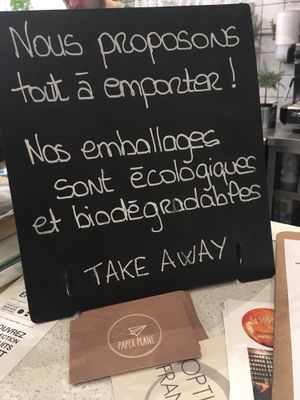 Nous proposons
tout à emporter !
Nos emballages
sont écologiques
et biodégradables
TAKE AWAY
PAPER PLANE